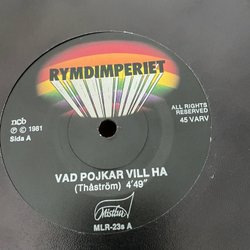 RYMDIMPERIET
ncb
Ⓟ © 1981
Sida A
ALL RIGHTS
RESERVED
45 VARV
VAD POJKAR VILL HA
(Thåström) 4'49"
Mistlur
MLR-23s A